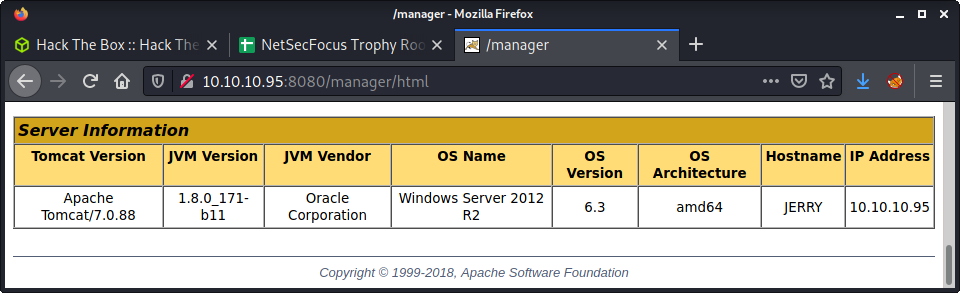 /manager - Mozilla Firefox
Hack The Box :: Hack The
NetSecFocus Trophy Roo
/manager
10.10.10.95:8080/manager/html
Server Information
Tomcat Version JVM Version JVM Vendor OS Name OS Version OS Architecture Hostname IP Address
Apache Tomcat/7.0.88 1.8.0_171-b11 Oracle Corporation Windows Server 2012 R2 6.3 amd64 JERRY 10.10.10.95
Copyright © 1999-2018, Apache Software Foundation